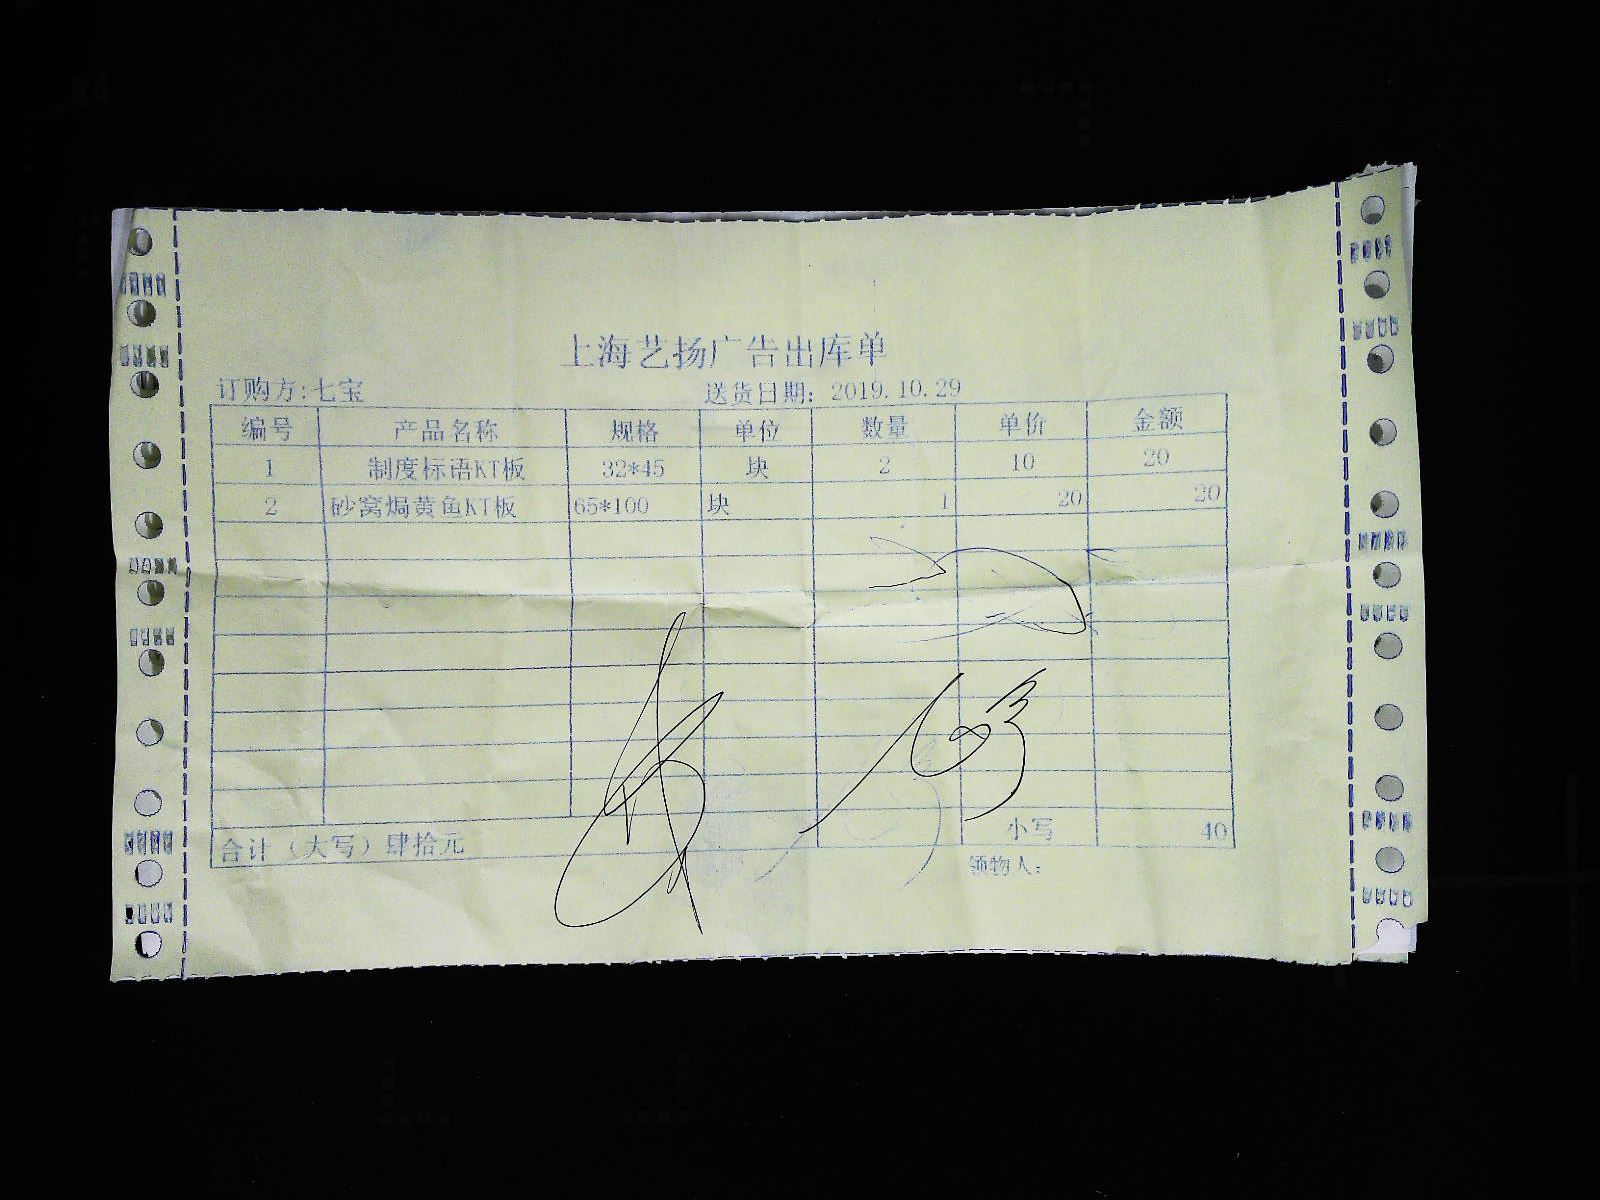 上海艺扬广告出库单
订购方:七宝 送货日期: 2019.10.29
编号 产品名称 规格 单位 数量 单价 金额
1 制度标语KT板 32*45 块 2 10 20
2 砂窝焗黄鱼KT板 65*100 块 1 20 20
合计（大写）肆拾元 小写 40
领物人: